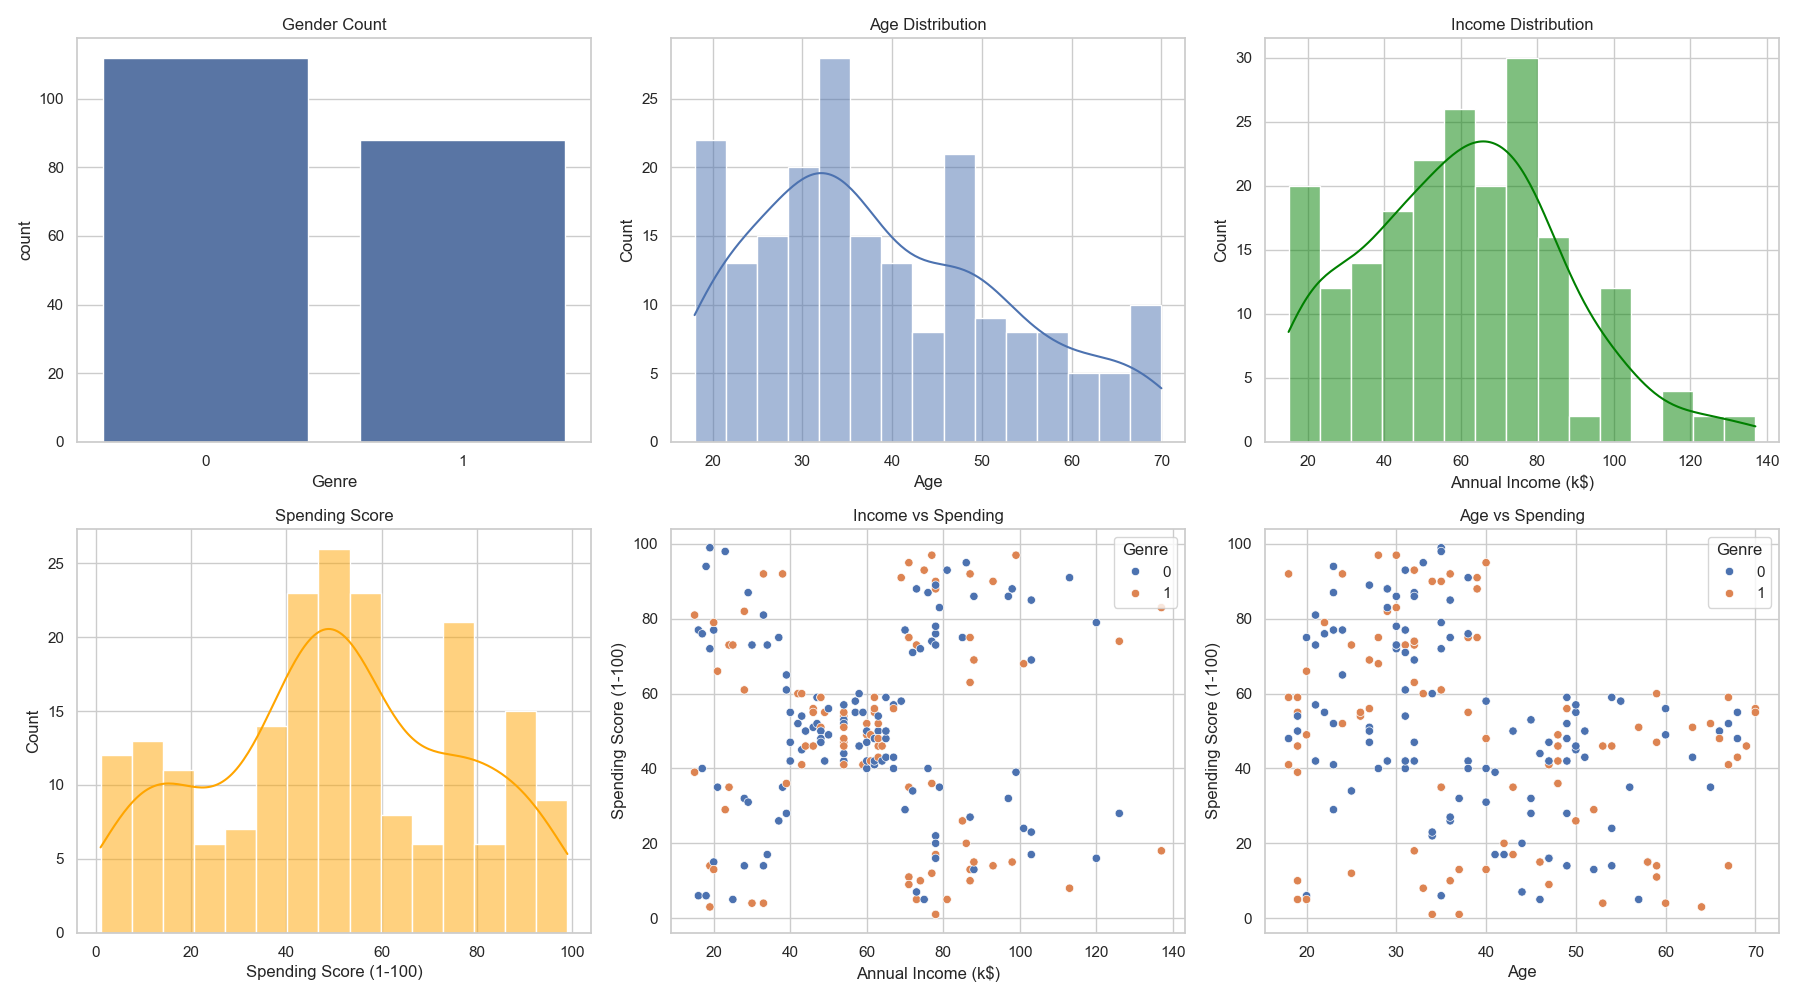 Gender Count
100
80
60
40
20
0
count
0 1
Genre
Age Distribution
25
20
15
10
5
0
Count
20 30 40 50 60 70
Age
Income Distribution
30
25
20
15
10
5
0
Count
20 40 60 80 100 120 140
Annual Income (k$)
Spending Score
25
20
15
10
5
0
Count
0 20 40 60 80 100
Spending Score (1-100)
Income vs Spending
100
80
60
40
20
0
Spending Score (1-100)
Genre
0
1
20 40 60 80 100 120 140
Annual Income (k$)
Age vs Spending
100
80
60
40
20
0
Spending Score (1-100)
Genre
0
1
20 30 40 50 60 70
Age